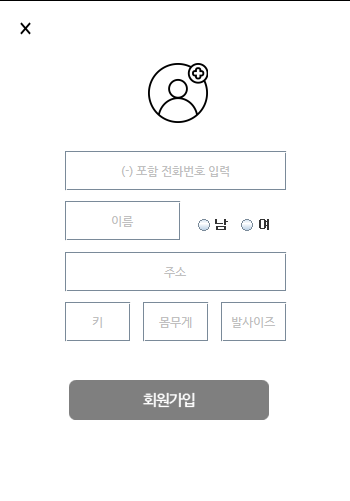 X
(-) 포함 전화번호 입력
이름 남 여
주소
키 몸무게 발사이즈
회원가입